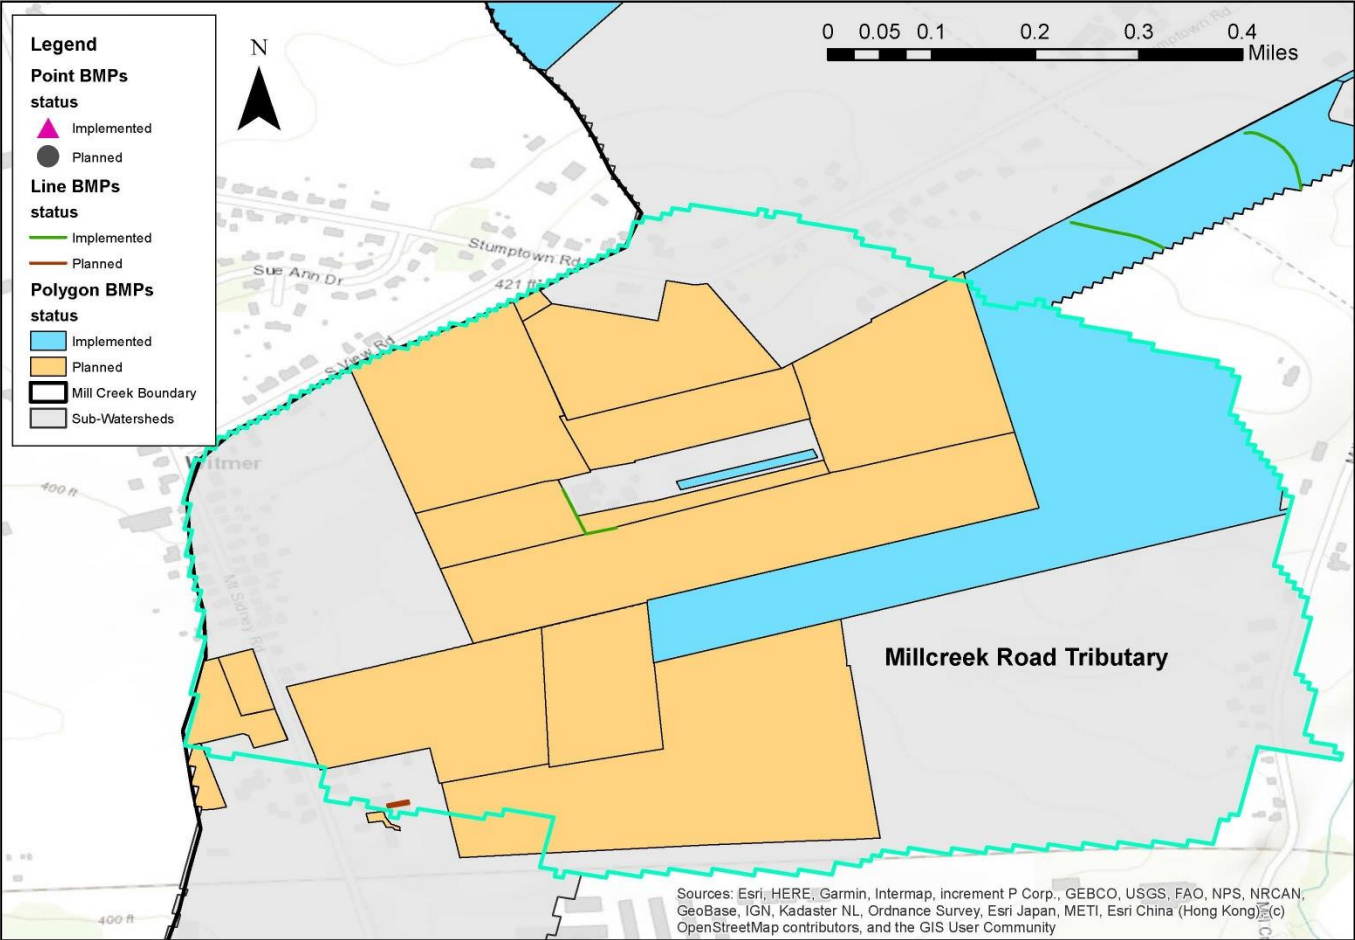 Legend
Point BMPs
status
Implemented
Planned
Line BMPs
status
Implemented
Planned
Polygon BMPs
status
Implemented
Planned
Mill Creek Boundary
Sub-Watersheds
N
0 0.05 0.1 0.2 0.3 0.4
Miles
Stumptown Rd
Sue Ann Dr
421 ft
S View Rd
Witmer
400 ft
Mt Sidney Rd
Millcreek Road Tributary
400 ft
Sources: Esri, HERE, Garmin, Intermap, increment P Corp., GEBCO, USGS, FAO, NPS, NRCAN,
GeoBase, IGN, Kadaster NL, Ordnance Survey, Esri Japan, METI, Esri China (Hong Kong), (c)
OpenStreetMap contributors, and the GIS User Community